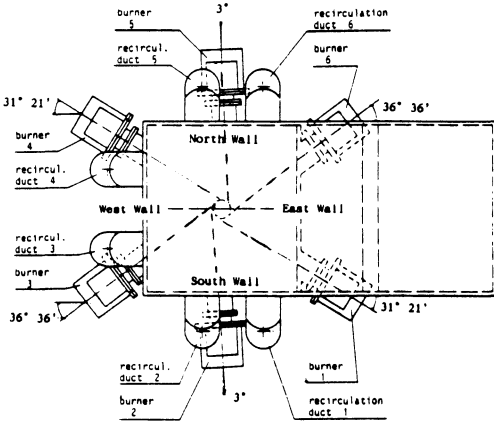 burner
5
3°
recirculation
duct 6
recircul.
duct 5
burner
6
31° 21'
36° 36'
burner
4
North Wall
recircul.
duct 4
West Wall
East Wall
recircul.
duct 3
burner
3
South Wall
36° 36'
31° 21'
recircul.
duct 2
burner
1
burner
2
3°
recirculation
duct 1